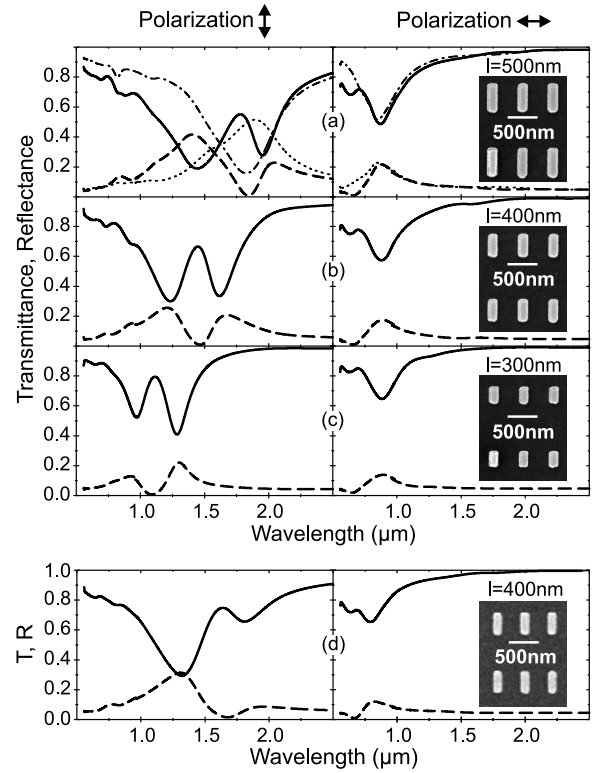 Polarization ↕ Polarization ↔
Transmittance, Reflectance
0.8
0.6
0.4
0.2
(a)
l=500nm
500nm
0.8
0.6
0.4
0.2
(b)
l=400nm
500nm
0.8
0.6
0.4
0.2
0.0
(c)
l=300nm
500nm
1.0 1.5 2.0 1.0 1.5 2.0
Wavelength (µm) Wavelength (µm)
T, R
1.0
0.8
0.6
0.4
0.2
0.0
(d)
l=400nm
500nm
1.0 1.5 2.0 1.0 1.5 2.0
Wavelength (µm) Wavelength (µm)